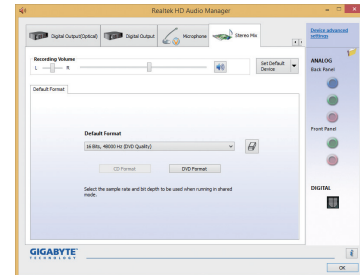 Realtek HD Audio Manager
Digital Output(Optical)
Digital Output
Microphone
Stereo Mix
Device advanced
settings
Recording Volume
L
R
Set Default
Device
ANALOG
Back Panel
Default Format
Default Format
16 Bits, 48000 Hz (DVD Quality)
CD Format
DVD Format
Front Panel
Select the sample rate and bit depth to be used when running in shared
mode.
DIGITAL
GIGABYTE
TECHNOLOGY
OK